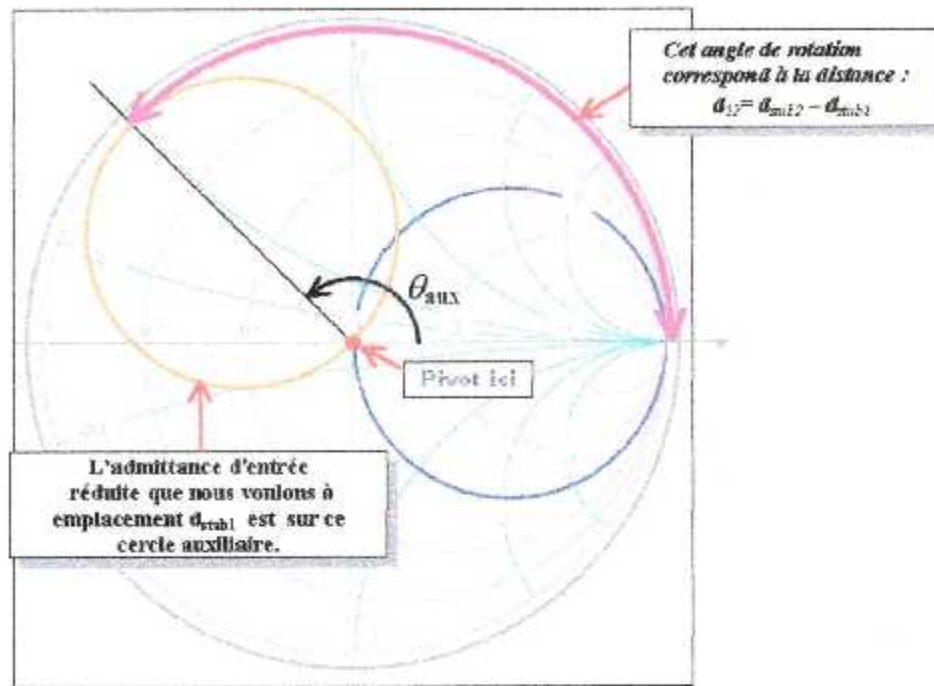 Cet angle de rotation
correspond à la distance :
d₁₂= d_stub2 – d_stub1
θ_aux
Pivot ici
L'admittance d'entrée
réduite que nous vonlons à
emplacement d_stub1 est sur ce
cercle auxiliaire.